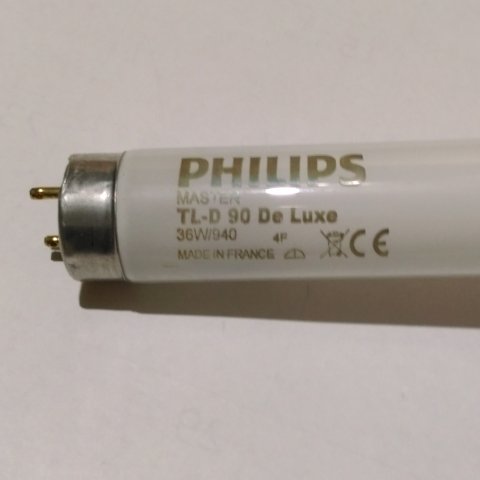 PHILIPS
MASTER
TL-D 90 De Luxe
36W/940 4F CE
MADE IN FRANCE